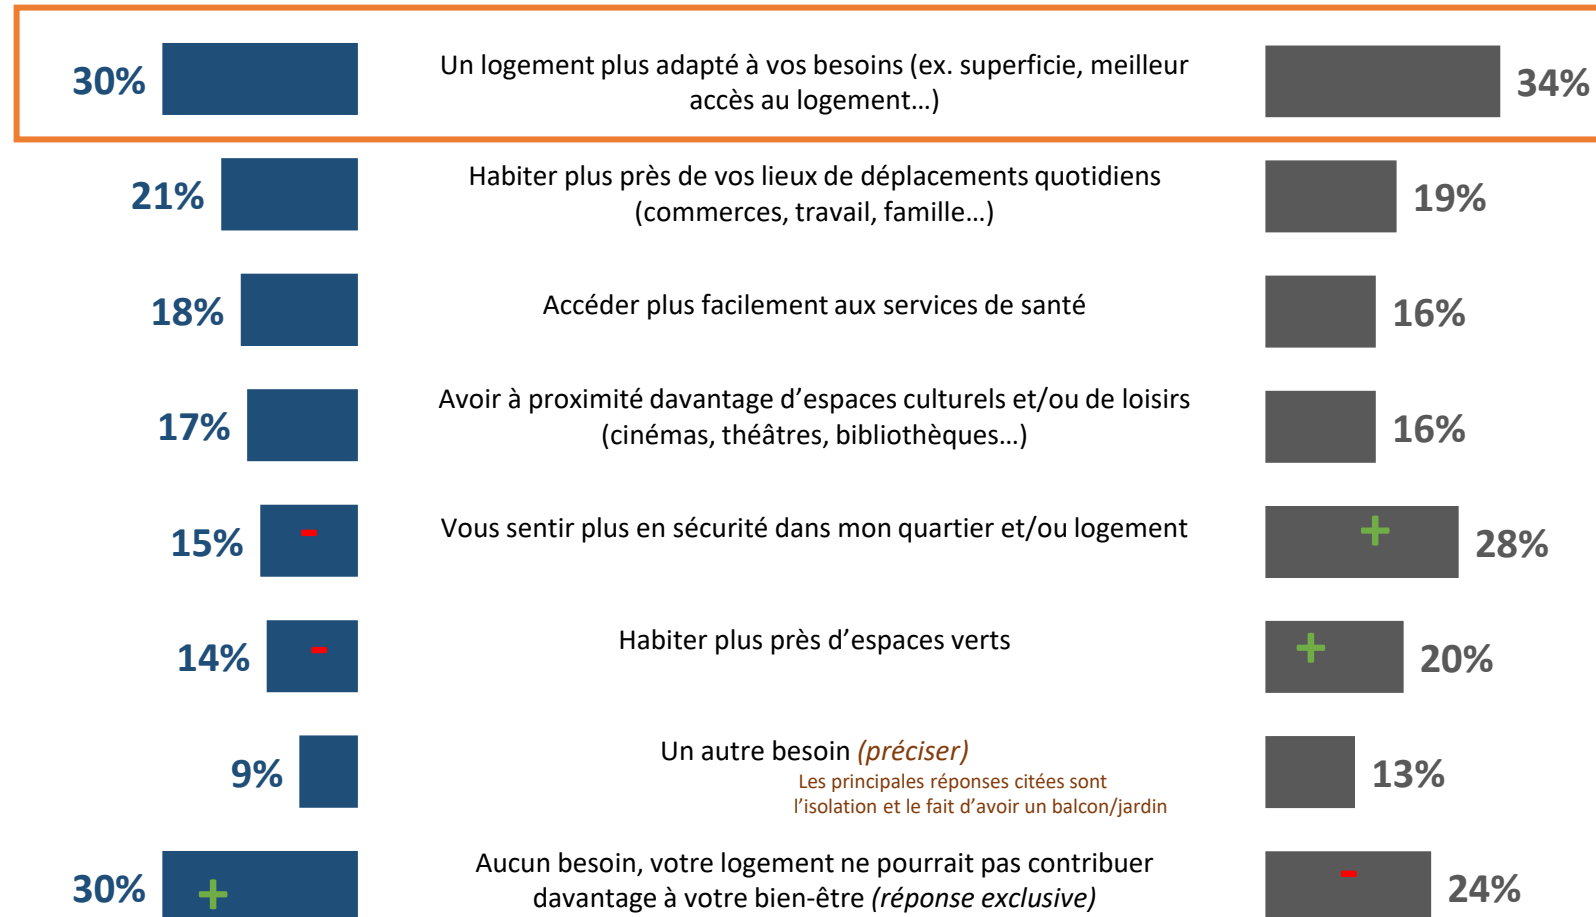 30%
Un logement plus adapté à vos besoins (ex. superficie, meilleur
accès au logement…)
34%
21%
Habiter plus près de vos lieux de déplacements quotidiens
(commerces, travail, famille…)
19%
18%
Accéder plus facilement aux services de santé
16%
17%
Avoir à proximité davantage d’espaces culturels et/ou de loisirs
(cinémas, théâtres, bibliothèques…)
16%
15%
-
Vous sentir plus en sécurité dans mon quartier et/ou logement
+
28%
14%
-
Habiter plus près d’espaces verts
+
20%
9%
Un autre besoin (préciser)
Les principales réponses citées sont
l’isolation et le fait d’avoir un balcon/jardin
13%
30%
+
Aucun besoin, votre logement ne pourrait pas contribuer
davantage à votre bien-être (réponse exclusive)
-
24%